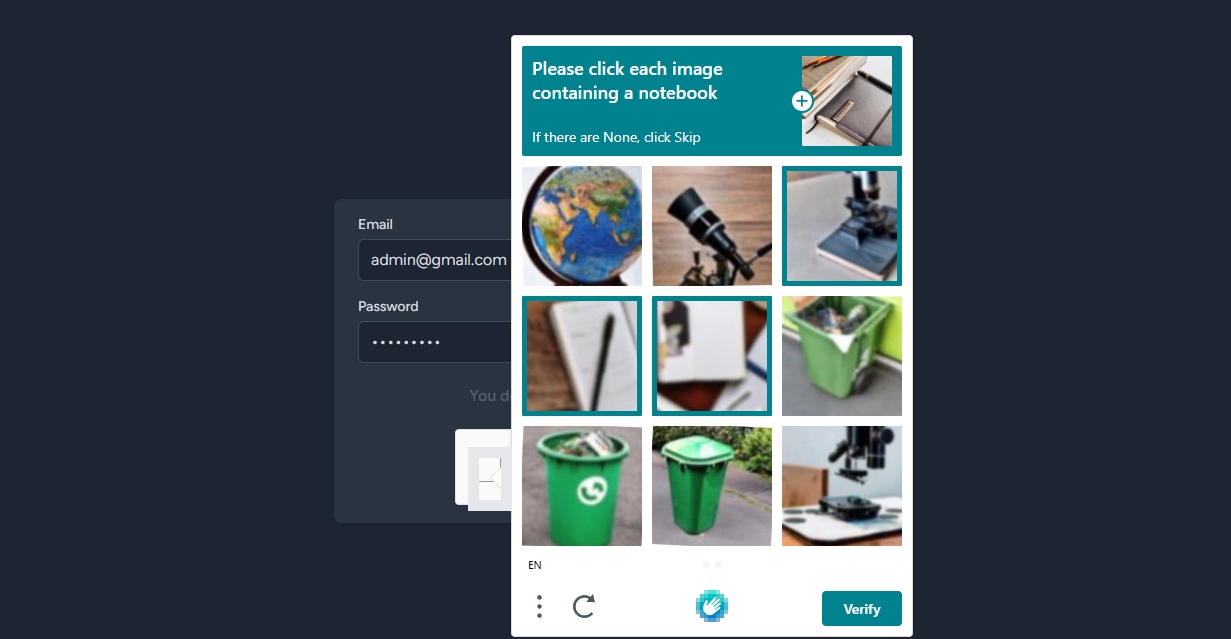 Please click each image
containing a notebook
If there are None, click Skip
Email
admin@gmail.com
Password
•••••••••
You d
EN
Verify